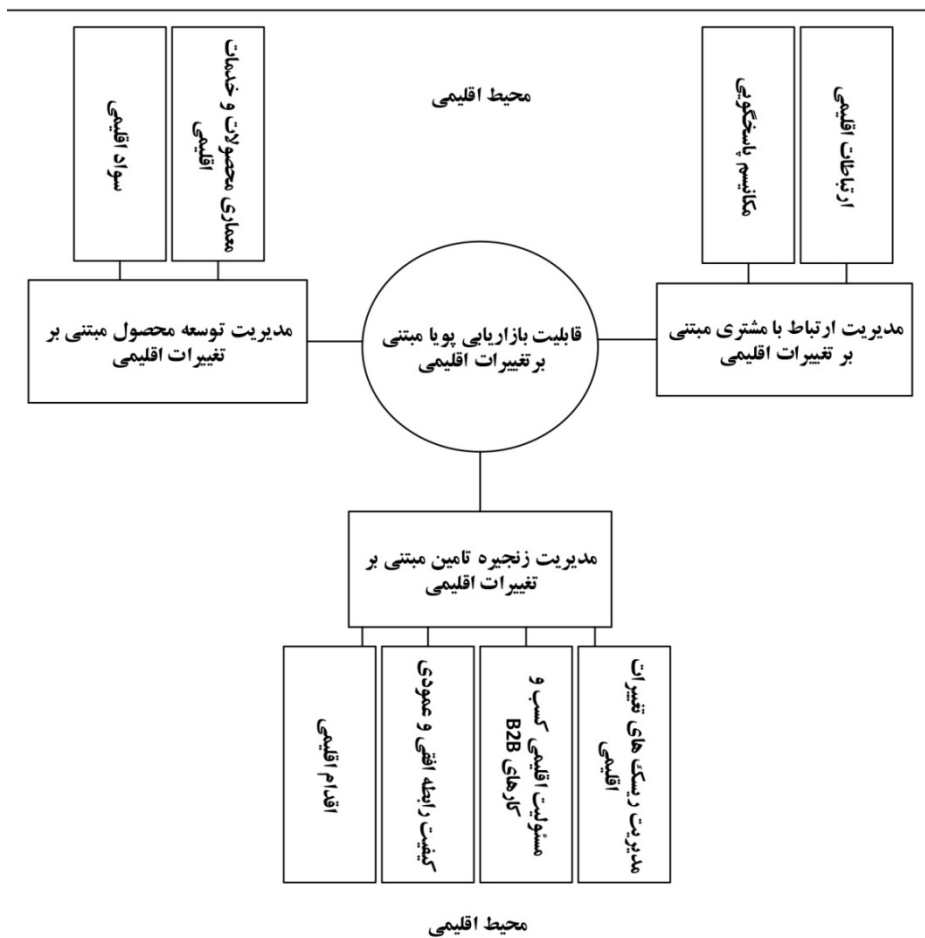 محیط اقلیمی
ارتباطات اقلیمی
مکانیسم پاسخگویی
معماری محصولات و خدمات
اقلیمی
سواد اقلیمی
مدیریت ارتباط با مشتری مبتنی
بر تغییرات اقلیمی
قابلیت بازاریابی پویا مبتنی
برتغییرات اقلیمی
مدیریت توسعه محصول مبتنی بر
تغییرات اقلیمی
مدیریت زنجیره تامین مبتنی بر
تغییرات اقلیمی
مدیریت ریسک های تغییرات
اقلیمی
مسئولیت اقلیمی کسب و
کارهای B2B
کیفیت رابطه افقی و عمودی
اقدام اقلیمی
محیط اقلیمی